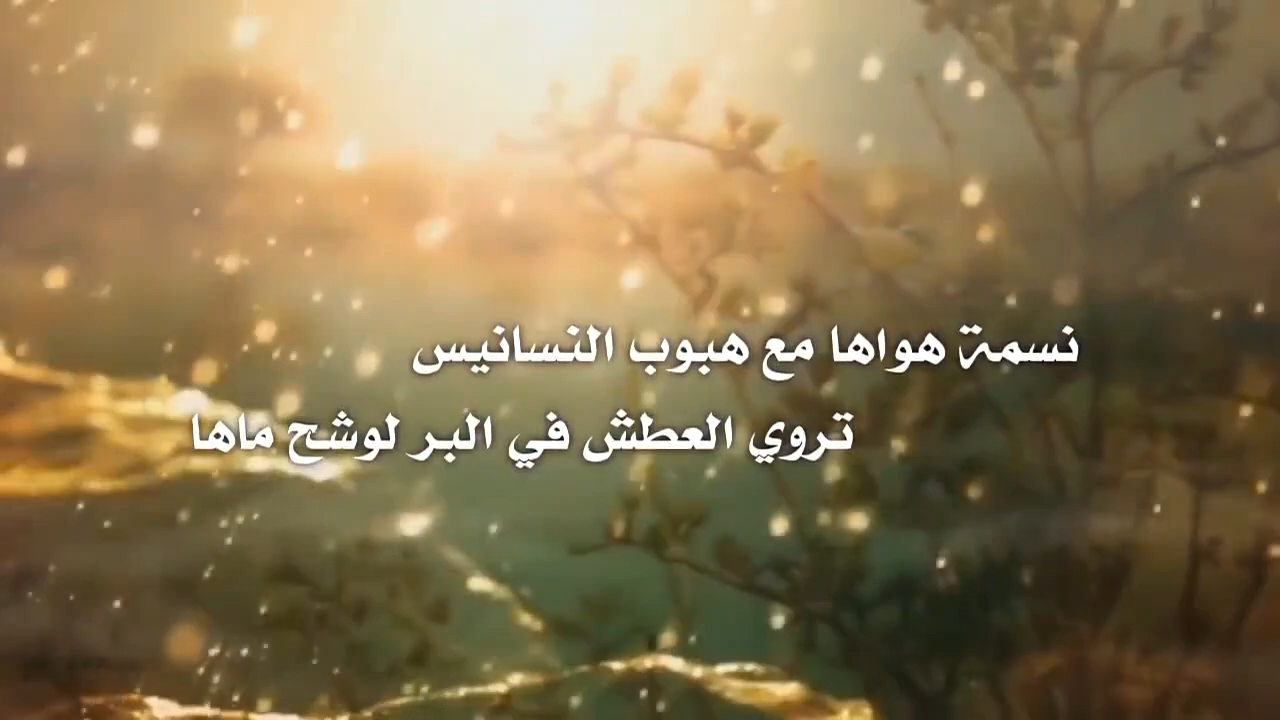 نسمة هواها مع هبوب النسانيس
تروي العطش في البر لوشح ماها